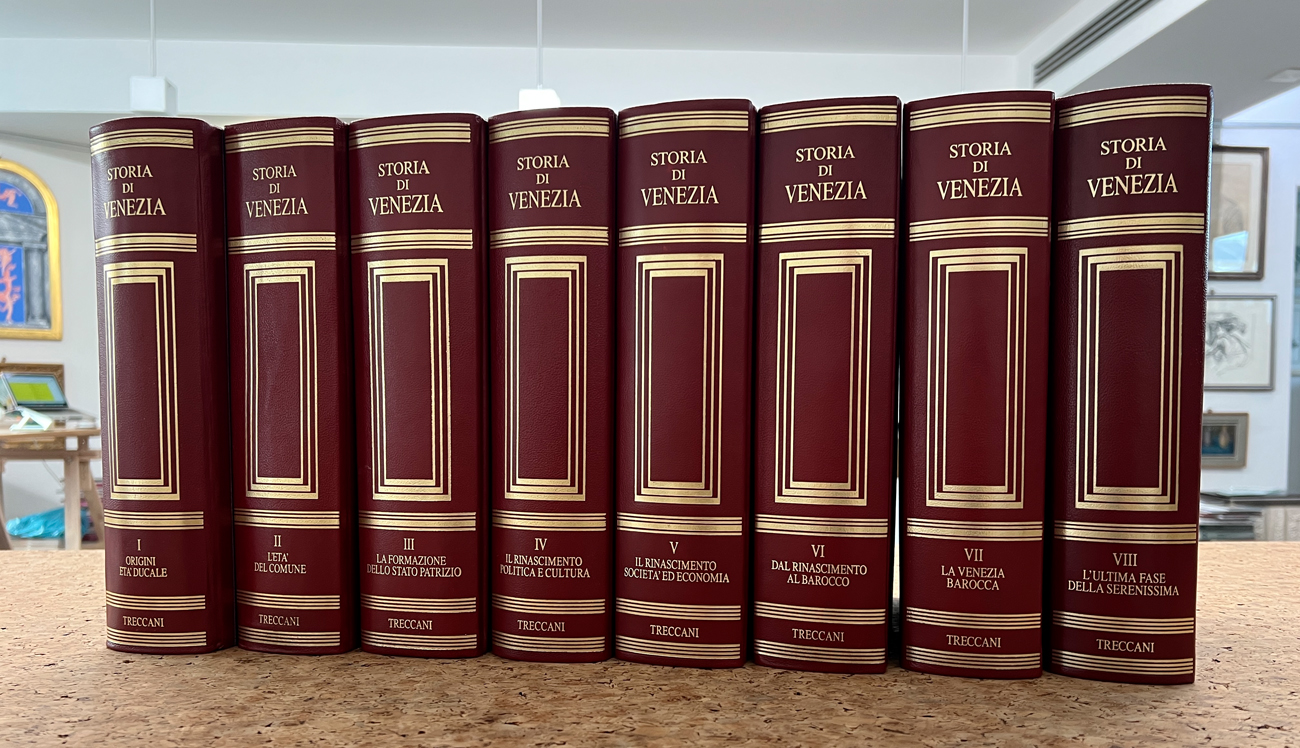 STORIA
DI
VENEZIA
I
ORIGINI
ETA' DUCALE
TRECCANI
STORIA
DI
VENEZIA
II
L'ETA'
DEL COMUNE
TRECCANI
STORIA
DI
VENEZIA
III
LA FORMAZIONE
DELLO STATO PATRIZIO
TRECCANI
STORIA
DI
VENEZIA
IV
IL RINASCIMENTO
POLITICA E CULTURA
TRECCANI
STORIA
DI
VENEZIA
V
IL RINASCIMENTO
SOCIETA' ED ECONOMIA
TRECCANI
STORIA
DI
VENEZIA
VI
DAL RINASCIMENTO
AL BAROCCO
TRECCANI
STORIA
DI
VENEZIA
VII
LA VENEZIA
BAROCCA
TRECCANI
STORIA
DI
VENEZIA
VIII
L'ULTIMA FASE
DELLA SERENISSIMA
TRECCANI